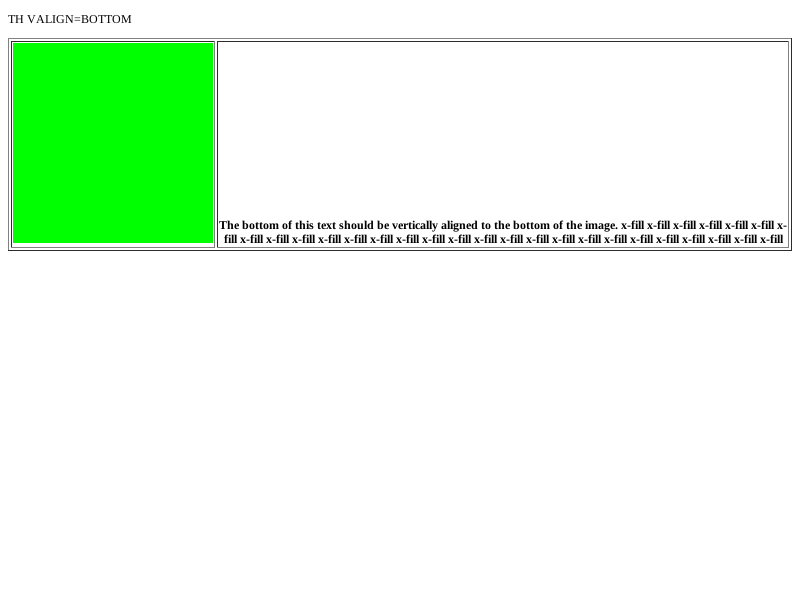 TH VALIGN=BOTTOM
The bottom of this text should be vertically aligned to the bottom of the image. x-fill x-fill x-fill x-fill x-fill x-fill x-
fill x-fill x-fill x-fill x-fill x-fill x-fill x-fill x-fill x-fill x-fill x-fill x-fill x-fill x-fill x-fill x-fill x-fill x-fill x-fill x-fill x-fill